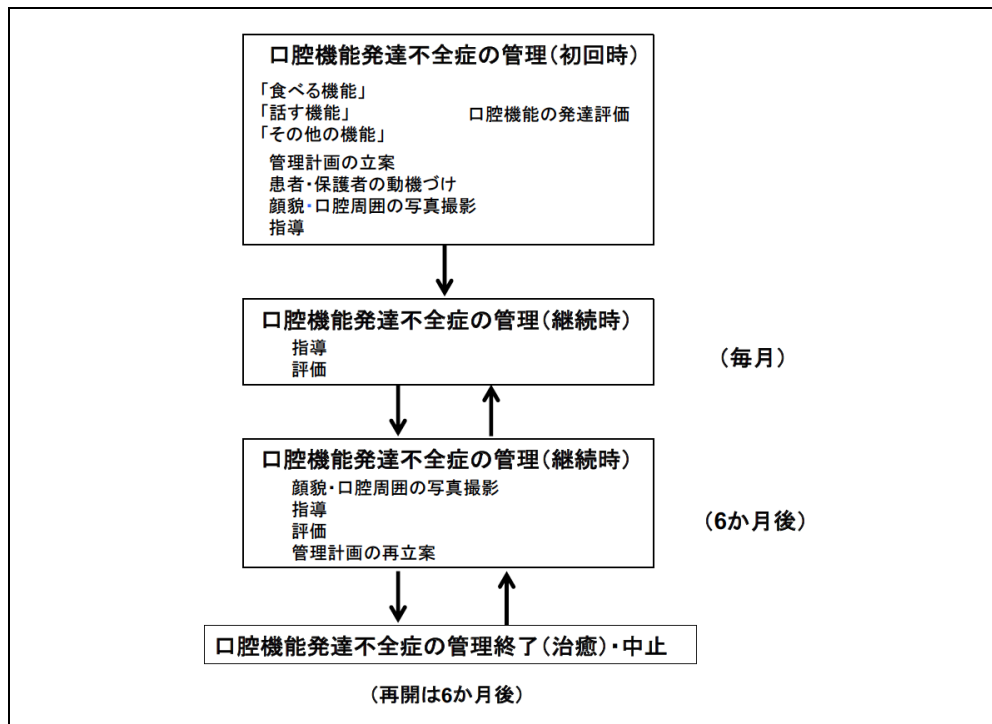 口腔機能発達不全症の管理(初回時)
「食べる機能」
「話す機能」 口腔機能の発達評価
「その他の機能」
管理計画の立案
患者・保護者の動機づけ
顔貌・口腔周囲の写真撮影
指導
口腔機能発達不全症の管理(継続時)
指導
評価
(毎月)
口腔機能発達不全症の管理(継続時)
顔貌・口腔周囲の写真撮影
指導
評価
管理計画の再立案
(6か月後)
口腔機能発達不全症の管理終了(治癒)・中止
(再開は6か月後)